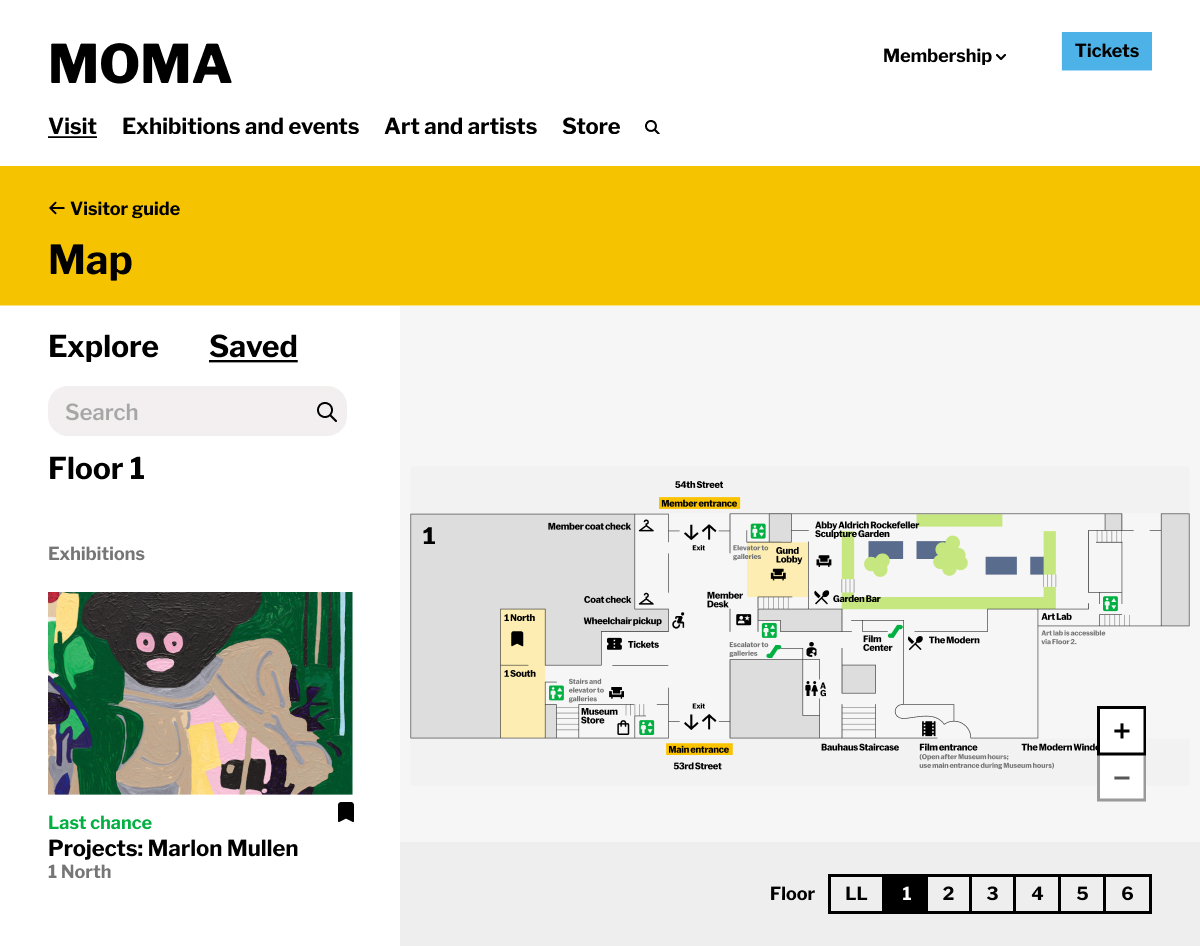 MOMA
Membership
Tickets
Visit
Exhibitions and events
Art and artists
Store
← Visitor guide
Map
Explore
Saved
Search
Floor 1
Exhibitions
Last chance
Projects: Marlon Mullen
1 North
1
54th Street
Member entrance
Member coat check
Exit
Elevator to
galleries
Gund
Lobby
Abby Aldrich Rockefeller
Sculpture Garden
Coat check
Member
Desk
Garden Bar
1 North
Wheelchair pickup
Tickets
Escalator to
galleries
Film
Center
The Modern
Art Lab
Art lab is accessible
via Floor 2.
1 South
Stairs and
elevator to
galleries
A
G
Museum
Store
Exit
Main entrance
53rd Street
Bauhaus Staircase
Film entrance
(Open after Museum hours;
use main entrance during Museum hours)
The Modern
+
−
Floor
LL
1
2
3
4
5
6